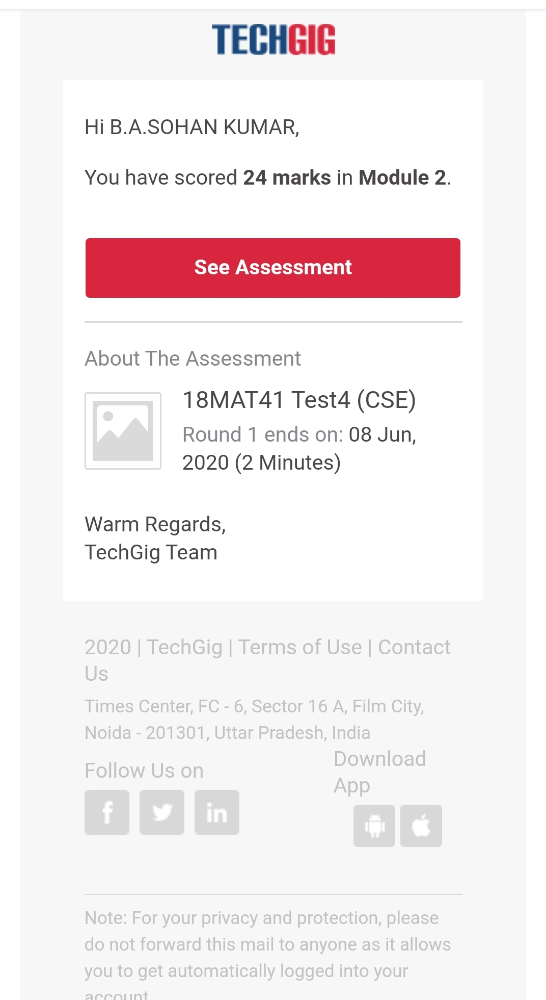 TECHGIG
Hi B.A.SOHAN KUMAR,
You have scored 24 marks in Module 2.
See Assessment
About The Assessment
18MAT41 Test4 (CSE)
Round 1 ends on: 08 Jun,
2020 (2 Minutes)
Warm Regards,
TechGig Team
2020 | TechGig | Terms of Use | Contact
Us
Times Center, FC - 6, Sector 16 A, Film City,
Noida - 201301, Uttar Pradesh, India
Follow Us on
Download
App
f
in
Note: For your privacy and protection, please
do not forward this mail to anyone as it allows
you to get automatically logged into your
account